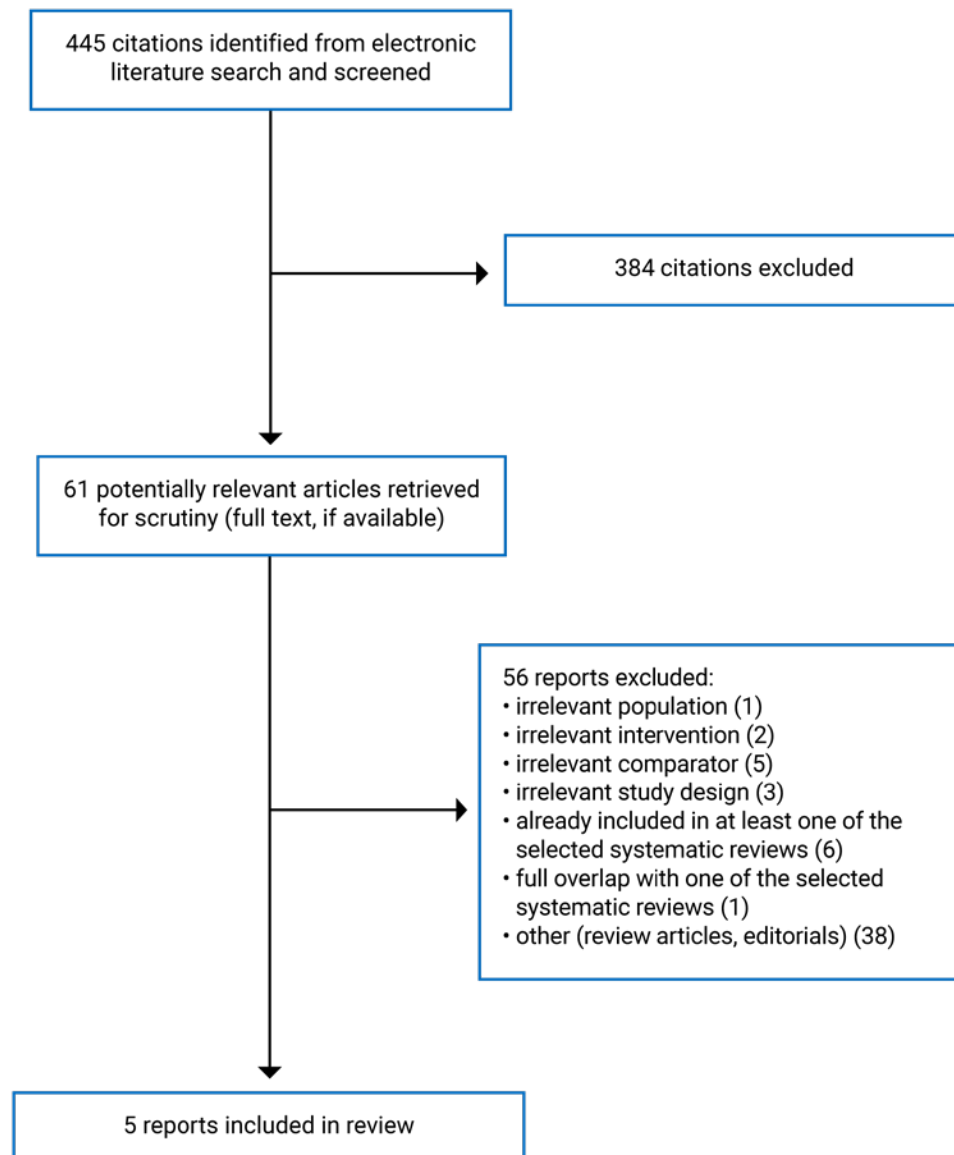 445 citations identified from electronic
literature search and screened
384 citations excluded
61 potentially relevant articles retrieved
for scrutiny (full text, if available)
56 reports excluded:
• irrelevant population (1)
• irrelevant intervention (2)
• irrelevant comparator (5)
• irrelevant study design (3)
• already included in at least one of the
selected systematic reviews (6)
• full overlap with one of the selected
systematic reviews (1)
• other (review articles, editorials) (38)
5 reports included in review